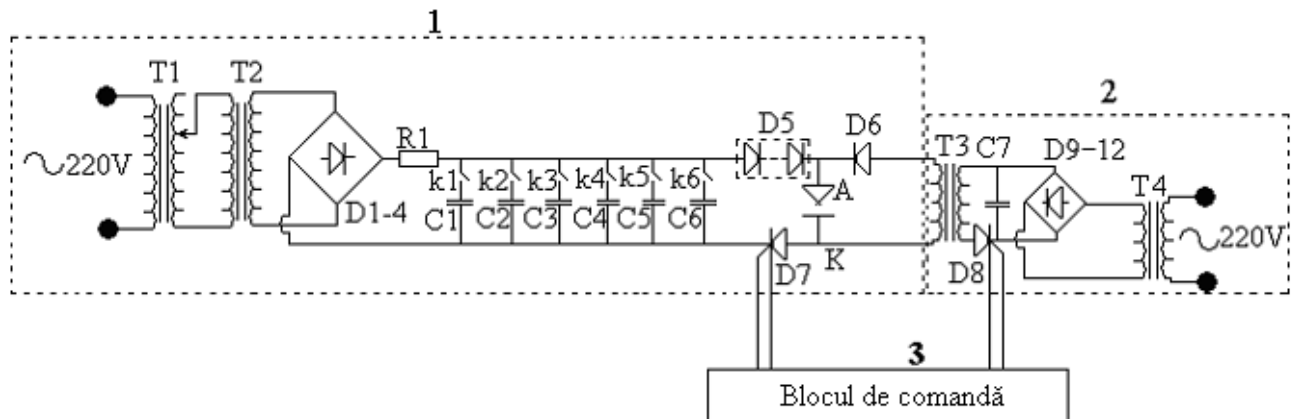 1
T1 T2
2
R1
D5 D6
T3 C7 D9-12
T4
~220V
k1 k2 k3 k4 k5 k6
C1 C2 C3 C4 C5 C6
A
D1-4
K
D7
D8
~220V
3
Blocul de comandă